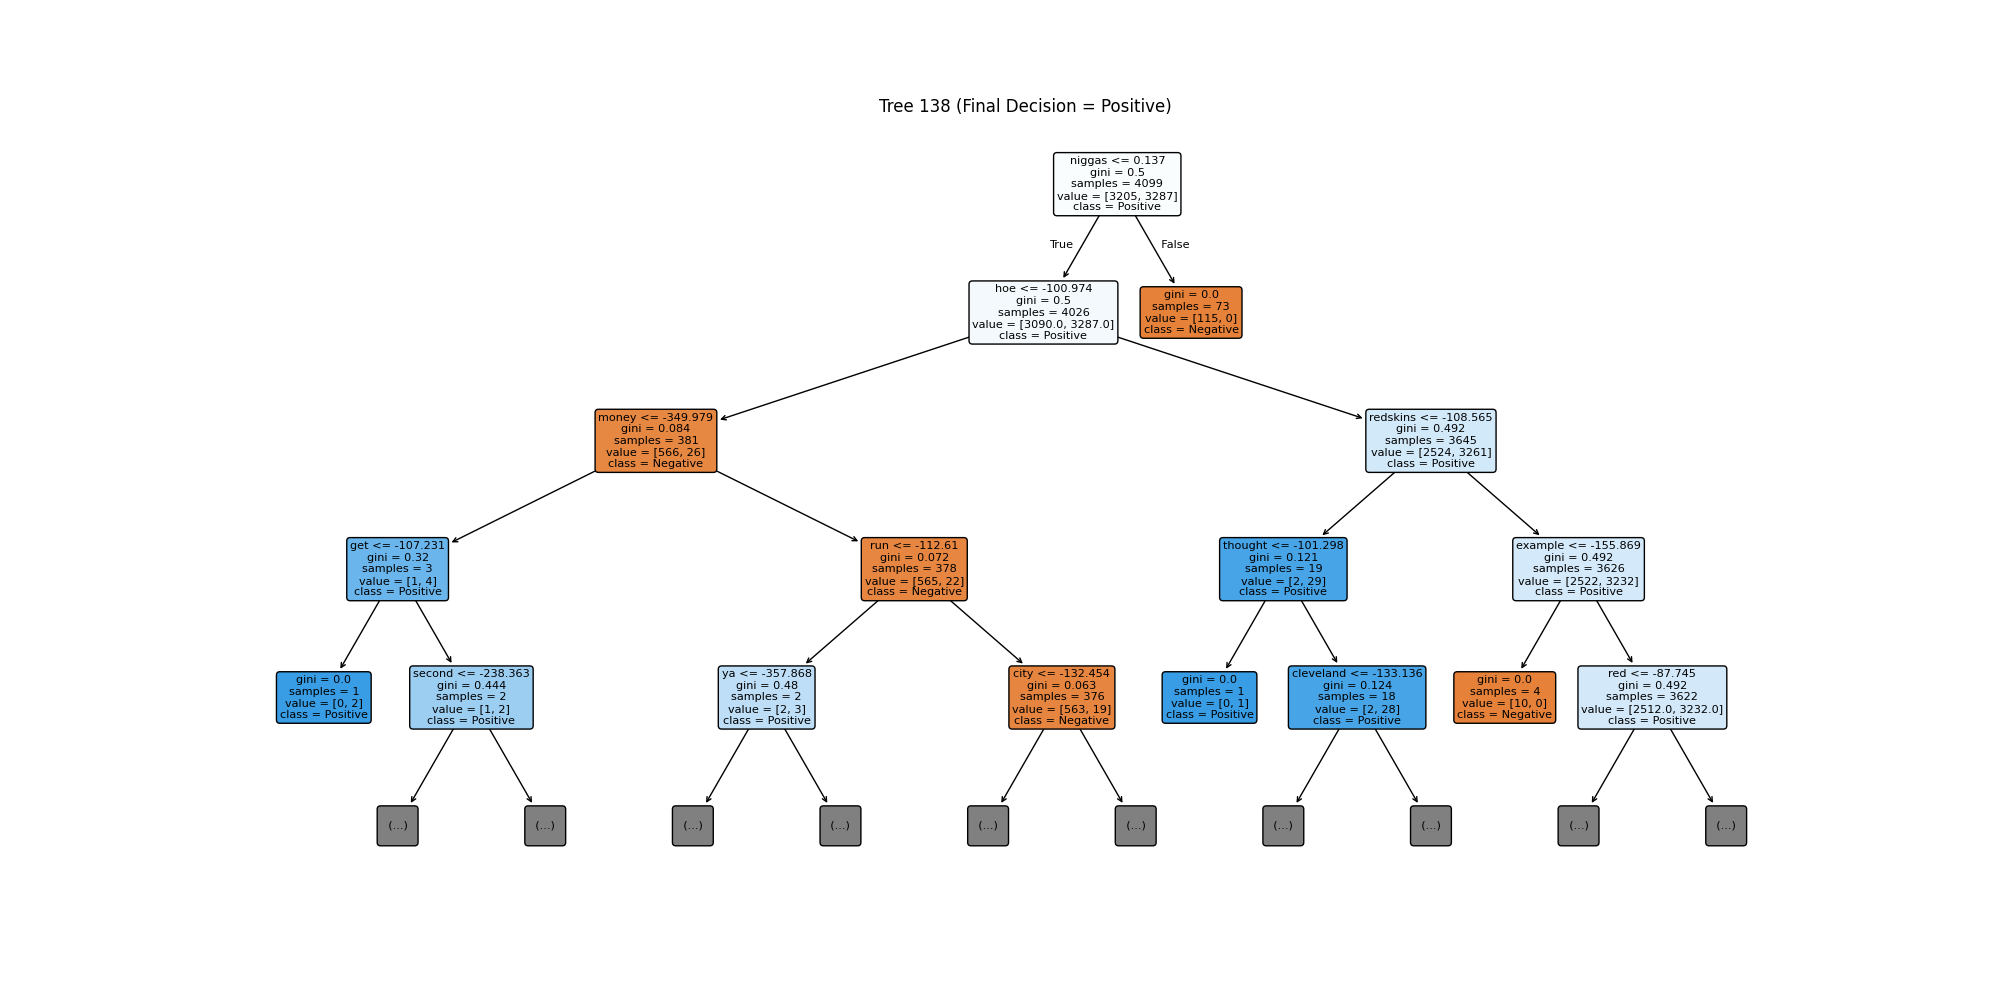 Tree 138 (Final Decision = Positive)
niggas <= 0.137
gini = 0.5
samples = 4099
value = [3205, 3287]
class = Positive
True
False
hoe <= -100.974
gini = 0.5
samples = 4026
value = [3090.0, 3287.0]
class = Positive
gini = 0.0
samples = 73
value = [115, 0]
class = Negative
money <= -349.979
gini = 0.084
samples = 381
value = [566, 26]
class = Negative
redskins <= -108.565
gini = 0.492
samples = 3645
value = [2524, 3261]
class = Positive
get <= -107.231
gini = 0.32
samples = 3
value = [1, 4]
class = Positive
run <= -112.61
gini = 0.072
samples = 378
value = [565, 22]
class = Negative
thought <= -101.298
gini = 0.121
samples = 19
value = [2, 29]
class = Positive
example <= -155.869
gini = 0.492
samples = 3626
value = [2522, 3232]
class = Positive
gini = 0.0
samples = 1
value = [0, 2]
class = Positive
second <= -238.363
gini = 0.444
samples = 2
value = [1, 2]
class = Positive
ya <= -357.868
gini = 0.48
samples = 2
value = [2, 3]
class = Positive
city <= -132.454
gini = 0.063
samples = 376
value = [563, 19]
class = Negative
gini = 0.0
samples = 1
value = [0, 1]
class = Positive
cleveland <= -133.136
gini = 0.124
samples = 18
value = [2, 28]
class = Positive
gini = 0.0
samples = 4
value = [10, 0]
class = Negative
red <= -87.745
gini = 0.492
samples = 3622
value = [2512.0, 3232.0]
class = Positive
(...)
(...)
(...)
(...)
(...)
(...)
(...)
(...)
(...)
(...)